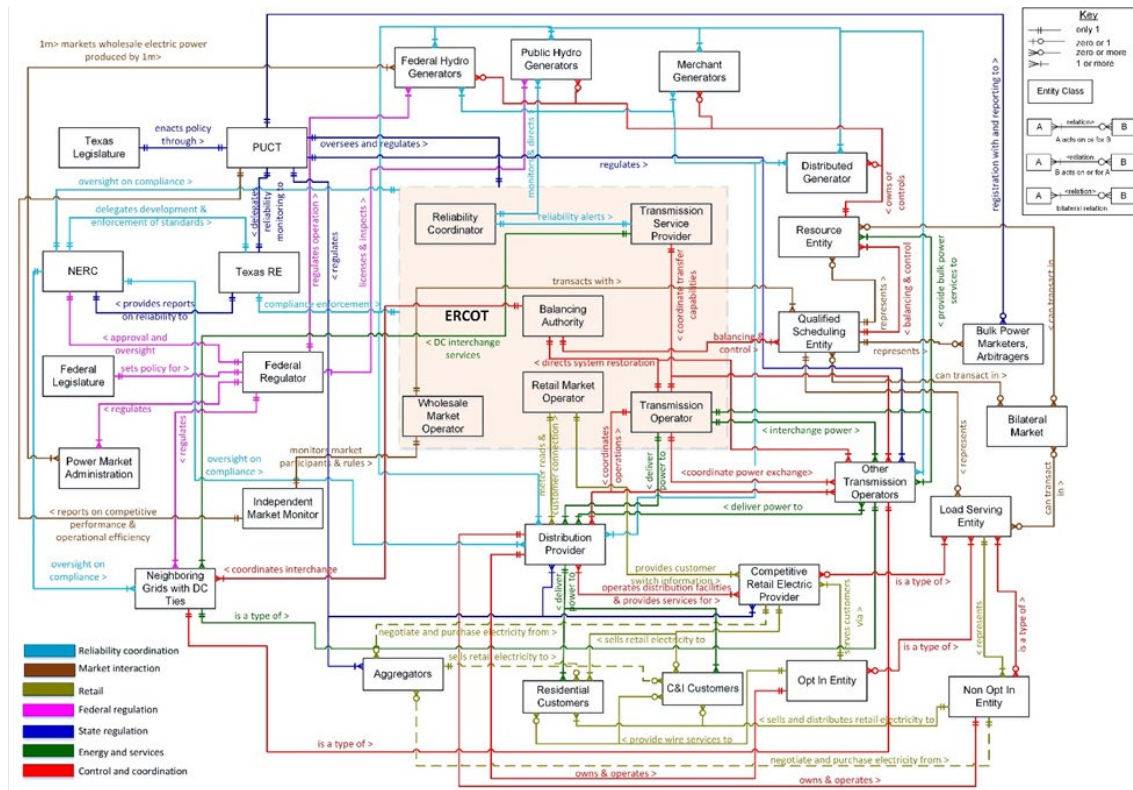 1m> markets wholesale electric power
produced by 1m>
Federal Hydro
Generators
Public Hydro
Generators
Merchant
Generators
Key
only 1
zero or 1
zero or more
1 or more
Entity Class
A
relation>
B
A acts on or for B
A
<relation
B
B acts on or for A
A
<relation>
B
bilateral relation
Texas
Legislature
enacts policy
through >
PUCT
oversees and regulates >
monitors & directs
regulates >
Distributed
Generator
registration with and reporting to >
oversight on compliance >
< delegates
reliability
monitoring to
< regulates
regulates operation >
licenses & inspects >
< owns or
controls
delegates development &
enforcement of standards >
Reliability
Coordinator
reliability alerts >
Transmission
Service
Provider
Resource
Entity
NERC
Texas RE
< provides reports
on reliability to
compliance enforcement >
ERCOT
transacts with >
< coordinate transfer
capabilities
represents >
< balancing & control
< provide bulk power
services to
< can transact in
Balancing
Authority
< DC interchange
services
balancing &
control >
Qualified
Scheduling
Entity
represents >
Bulk Power
Marketers,
Arbitragers
< approval and
oversight
Federal
Legislature
sets policy for >
Federal
Regulator
< directs system restoration
can transact in >
< regulates
< regulates
Retail Market
Operator
Wholesale
Market
Operator
Transmission
Operator
Bilateral
Market
Power Market
Administration
oversight on
compliance >
monitors market
participants & rules >
meter reads &
customer connection >
< coordinates
operations >
< deliver
power to
< interchange power >
<coordinate power exchange>
Other
Transmission
Operators
< represents
can transact
in >
< reports on competitive
performance &
operational efficiency
Independent
Market Monitor
< deliver power to
Load Serving
Entity
Distribution
Provider
oversight on
compliance >
Neighboring
Grids with DC
Ties
< coordinates interchange
< deliver
power to
provides customer
switch information >
operates distribution facilities
& provides services for >
Competitive
Retail Electric
Provider
is a type of >
is a type of >
negotiate and purchase electricity from >
< sells retail electricity to
serves customers
via >
is a type of >
< represents
is a type of >
Reliability coordination
Market interaction
Retail
Federal regulation
State regulation
Energy and services
Control and coordination
Aggregators
sells retail electricity to >
Residential
Customers
C&I Customers
Opt In Entity
Non Opt In
Entity
< sells and distributes retail electricity to
< provide wire services to
is a type of >
negotiate and purchase electricity from >
owns & operates >
owns & operates >